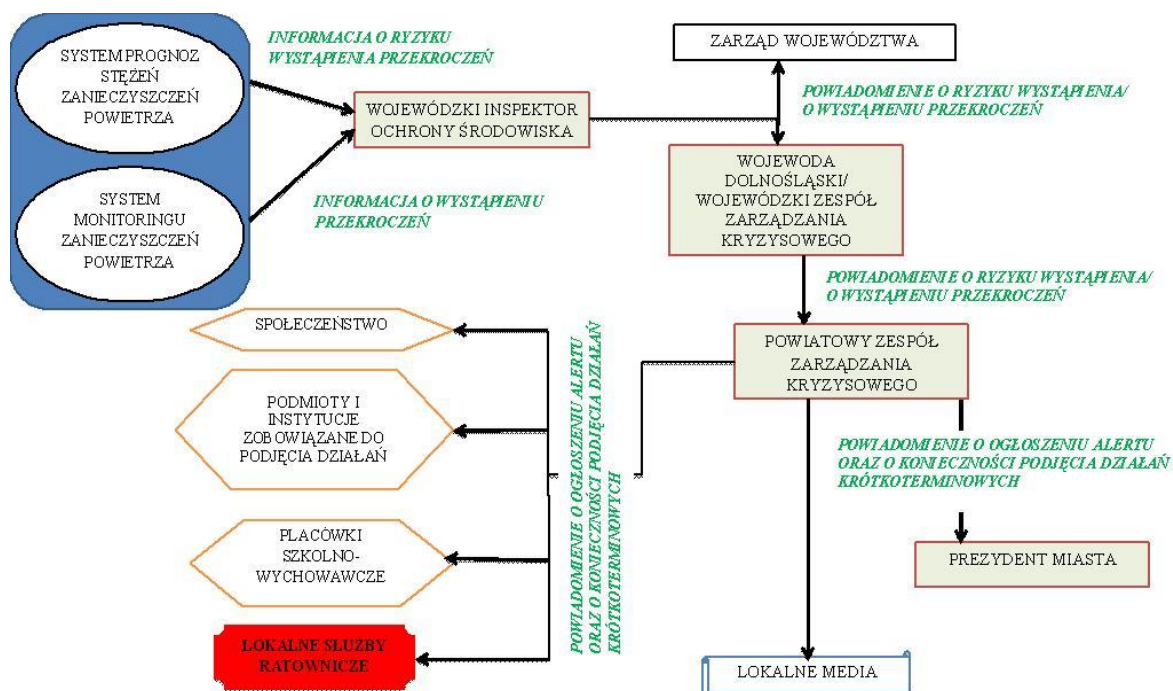 SYSTEM PROGNOZ
STĘŻEŃ
ZANIECZYSZCZEŃ
POWIETRZA
INFORMACJA O RYZYKU
WYSTĄPIENIA PRZEKROCZEŃ
ZARZĄD WOJEWÓDZTWA
WOJEWÓDZKI INSPEKTOR
OCHRONY ŚRODOWISKA
POWIADOMIENIE O RYZYKU WYSTĄPIENIA/
O WYSTĄPIENIU PRZEKROCZEŃ
SYSTEM
MONITORINGU
ZANIECZYSZCZEŃ
POWIETRZA
INFORMACJA O WYSTĄPIENIU
PRZEKROCZEŃ
WOJEWODA
DOLNOŚLĄSKI/
WOJEWÓDZKI ZESPÓŁ
ZARZĄDZANIA
KRYZYSOWEGO
POWIADOMIENIE O RYZYKU WYSTĄPIENIA/
O WYSTĄPIENIU PRZEKROCZEŃ
SPOŁECZEŃSTWO
POWIATOWY ZESPÓŁ
ZARZĄDZANIA
KRYZYSOWEGO
PODMIOTY I
INSTYTUCJE
ZOBOWIĄZANE DO
PODJĘCIA DZIAŁAŃ
POWIADOMIENIE O OGŁOSZENIU ALERTU
ORAZ O KONIECZNOŚCI PODJĘCIA DZIAŁAŃ
KRÓTKOTERMINOWYCH
POWIADOMIENIE O OGŁOSZENIU ALERTU
ORAZ O KONIECZNOŚCI PODJĘCIA DZIAŁAŃ
KRÓTKOTERMINOWYCH
PLACÓWKI
SZKOLNO-
WYCHOWAWCZE
PREZYDENT MIASTA
LOKALNE SŁUŻBY
RATOWNICZE
LOKALNE MEDIA